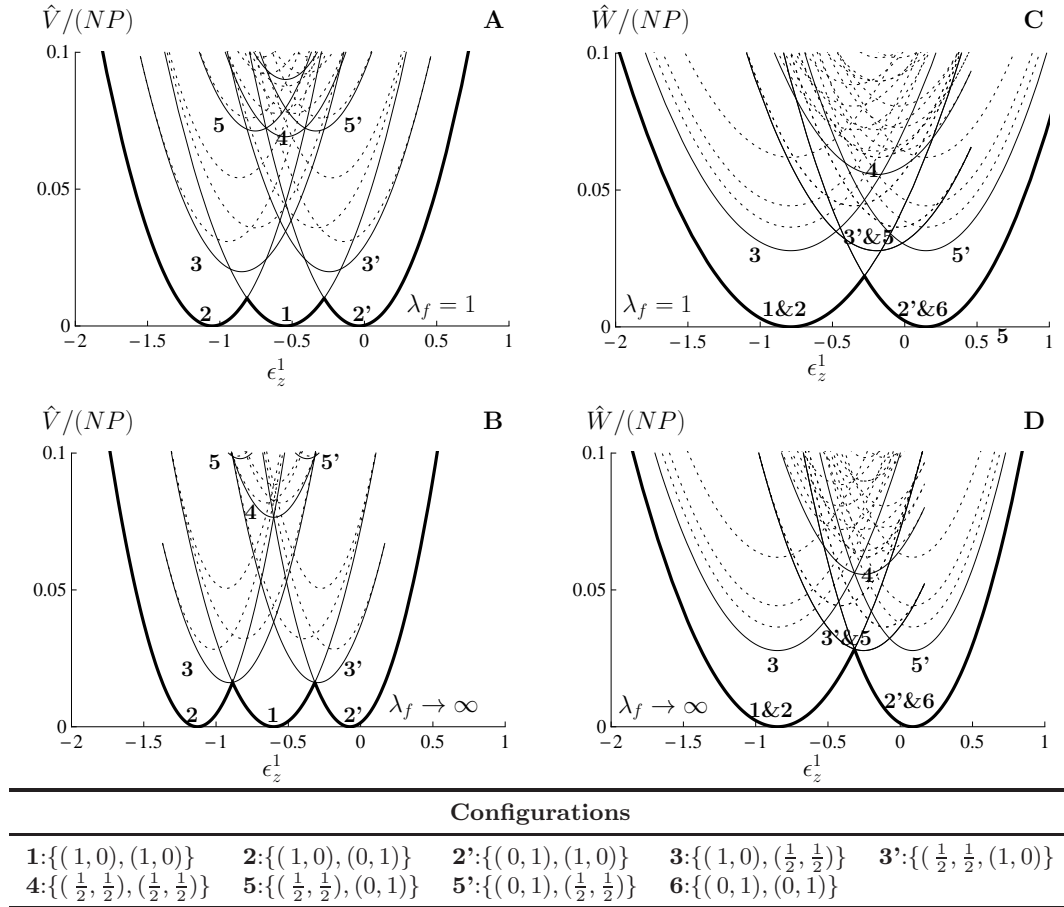 V̂/(NP) A
0.1
0.05
0
5 4 5'
3 3'
2 1 2' λ_f = 1
−2 −1.5 −1 −0.5 0 0.5 1
ϵ_z^1
Ŵ/(NP) C
0.1
0.05
0
4
3 3'&5 5'
λ_f = 1 1&2 2'&6
5
−2 −1.5 −1 −0.5 0 0.5 1
ϵ_z^1
V̂/(NP) B
0.1
0.05
0
5 5'
4
3 3'
2 1 2' λ_f → ∞
−2 −1.5 −1 −0.5 0 0.5 1
ϵ_z^1
Ŵ/(NP) D
0.1
0.05
0
4
3 3'&5 5'
λ_f → ∞ 1&2 2'&6
−2 −1.5 −1 −0.5 0 0.5 1
ϵ_z^1
Configurations
1:{(1,0),(1,0)} 2:{(1,0),(0,1)} 2':{(0,1),(1,0)} 3:{(1,0),(1/2,1/2)} 3':{(1/2,1/2),(1,0)}
4:{(1/2,1/2),(1/2,1/2)} 5:{(1/2,1/2),(0,1)} 5':{(0,1),(1/2,1/2)} 6:{(0,1),(0,1)}